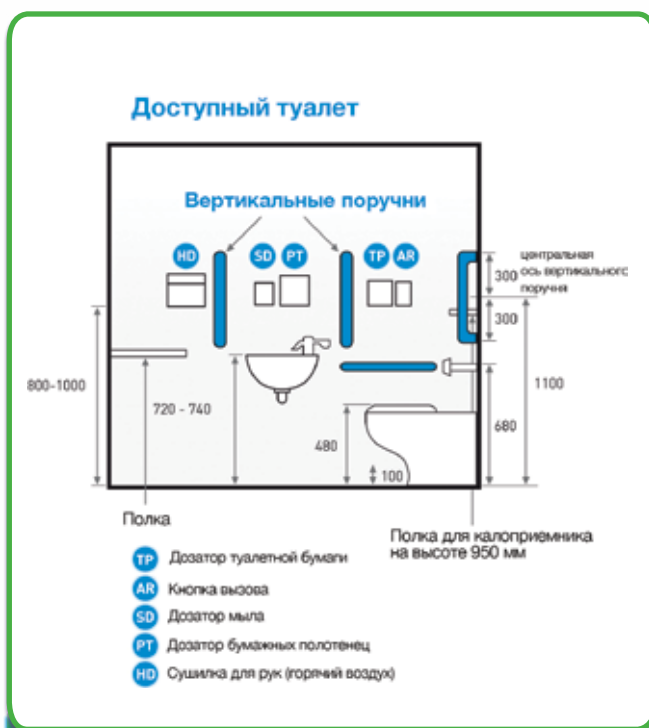 Доступный туалет
Вертикальные поручни
HD
SD
PT
TP
AR
300
центральная
ось вертикального
поручня
300
800-1000
720 - 740
480
100
680
1100
Полка
Полка для калоприемника
на высоте 950 мм
TP Дозатор туалетной бумаги
AR Кнопка вызова
SD Дозатор мыла
PT Дозатор бумажных полотенец
HD Сушилка для рук (горячий воздух)